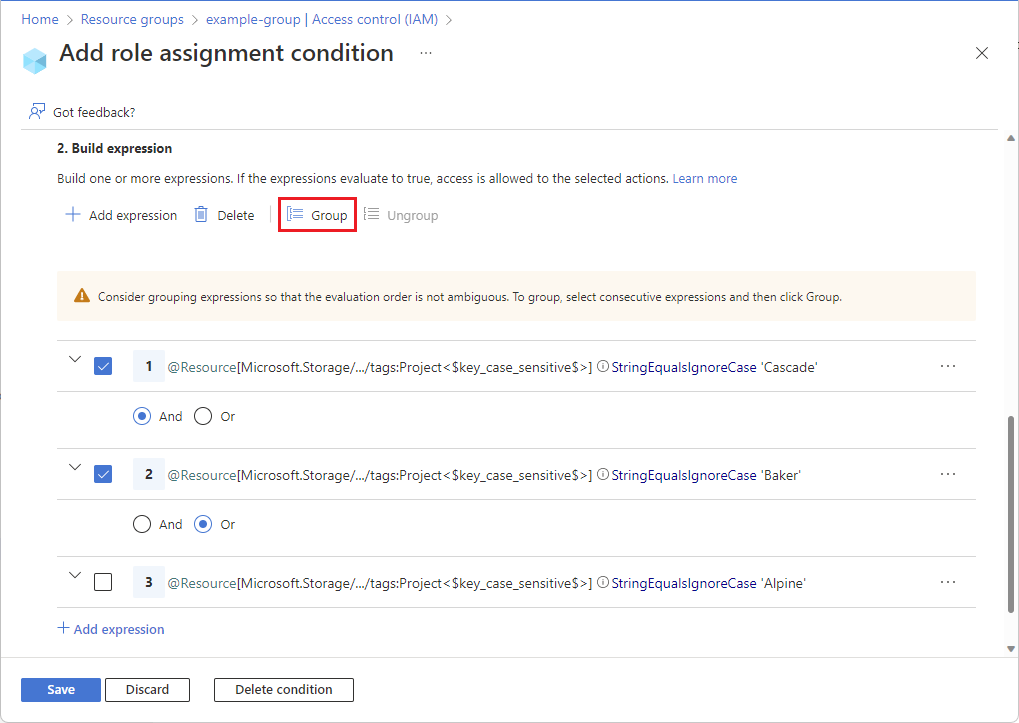 Home > Resource groups > example-group | Access control (IAM) >
Add role assignment condition ...
Got feedback?
2. Build expression
Build one or more expressions. If the expressions evaluate to true, access is allowed to the selected actions. Learn more
Add expression Delete Group Ungroup
Consider grouping expressions so that the evaluation order is not ambiguous. To group, select consecutive expressions and then click Group.
1 @Resource[Microsoft.Storage/.../tags:Project<$key_case_sensitive$>] StringEqualsIgnoreCase 'Cascade' ...
And Or
2 @Resource[Microsoft.Storage/.../tags:Project<$key_case_sensitive$>] StringEqualsIgnoreCase 'Baker' ...
And Or
3 @Resource[Microsoft.Storage/.../tags:Project<$key_case_sensitive$>] StringEqualsIgnoreCase 'Alpine' ...
Add expression
Save Discard Delete condition